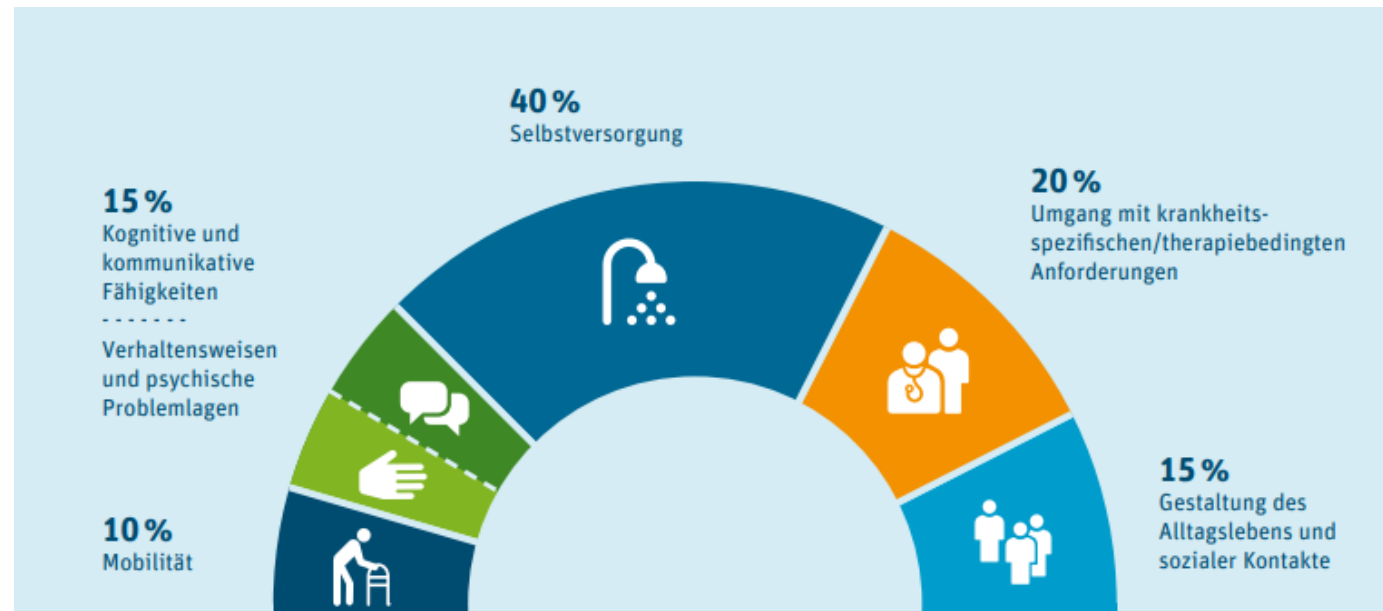 40 %
Selbstversorgung
15 %
Kognitive und
kommunikative
Fähigkeiten
- - - - - - -
Verhaltensweisen
und psychische
Problemlagen
10 %
Mobilität
20 %
Umgang mit krankheits-
spezifischen/therapiebedingten
Anforderungen
15 %
Gestaltung des
Alltagslebens und
sozialer Kontakte